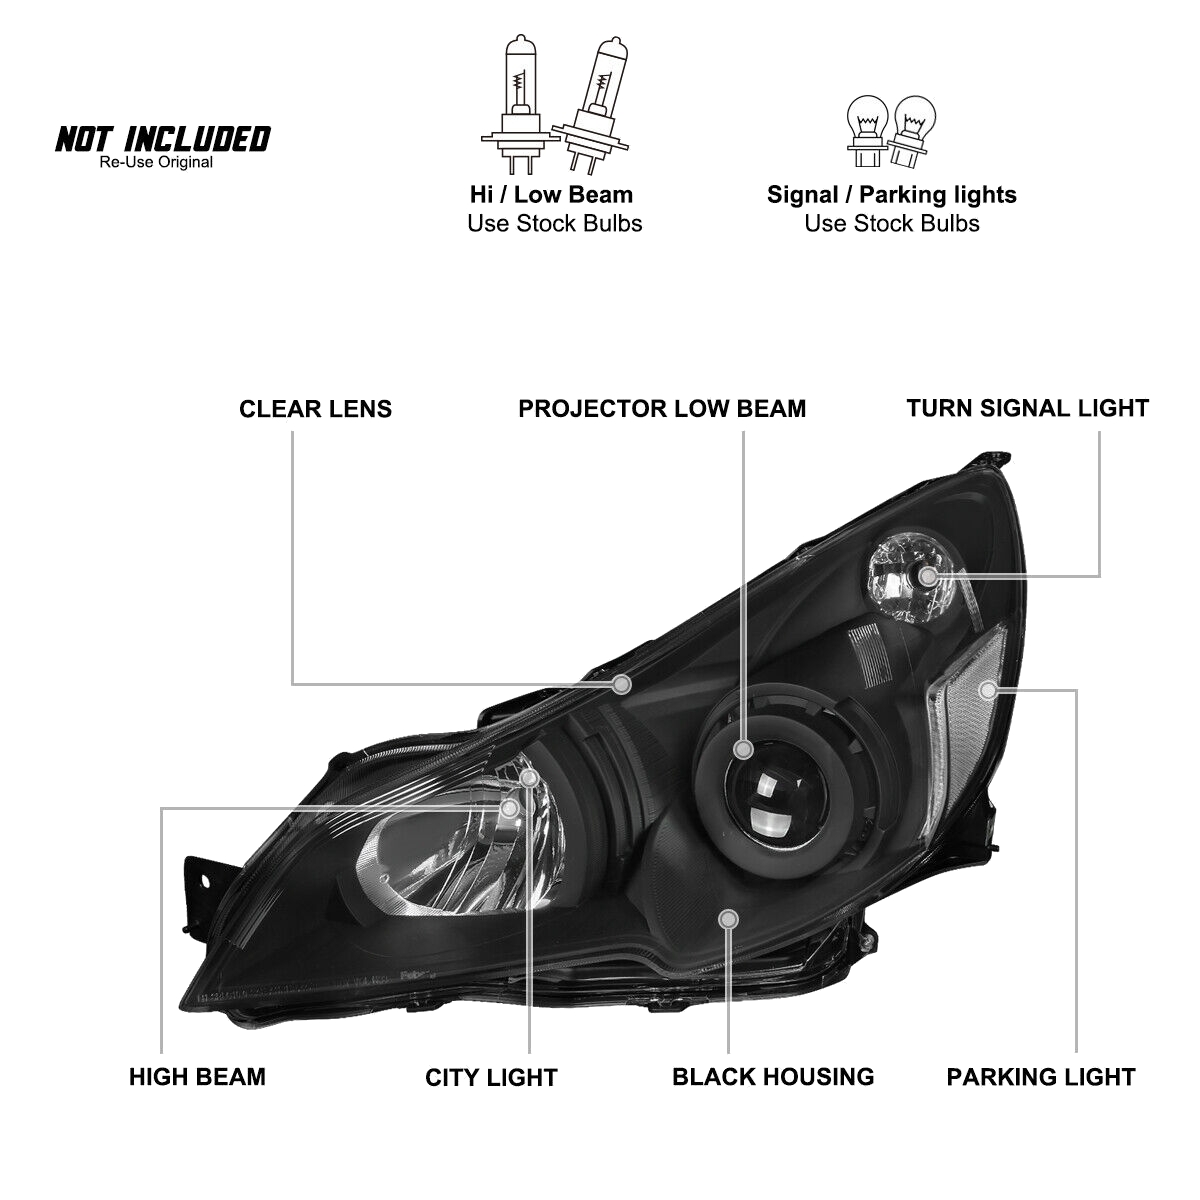 NOT INCLUDED
Re-Use Original
Hi / Low Beam
Use Stock Bulbs
Signal / Parking lights
Use Stock Bulbs
CLEAR LENS
PROJECTOR LOW BEAM
TURN SIGNAL LIGHT
HIGH BEAM
CITY LIGHT
BLACK HOUSING
PARKING LIGHT